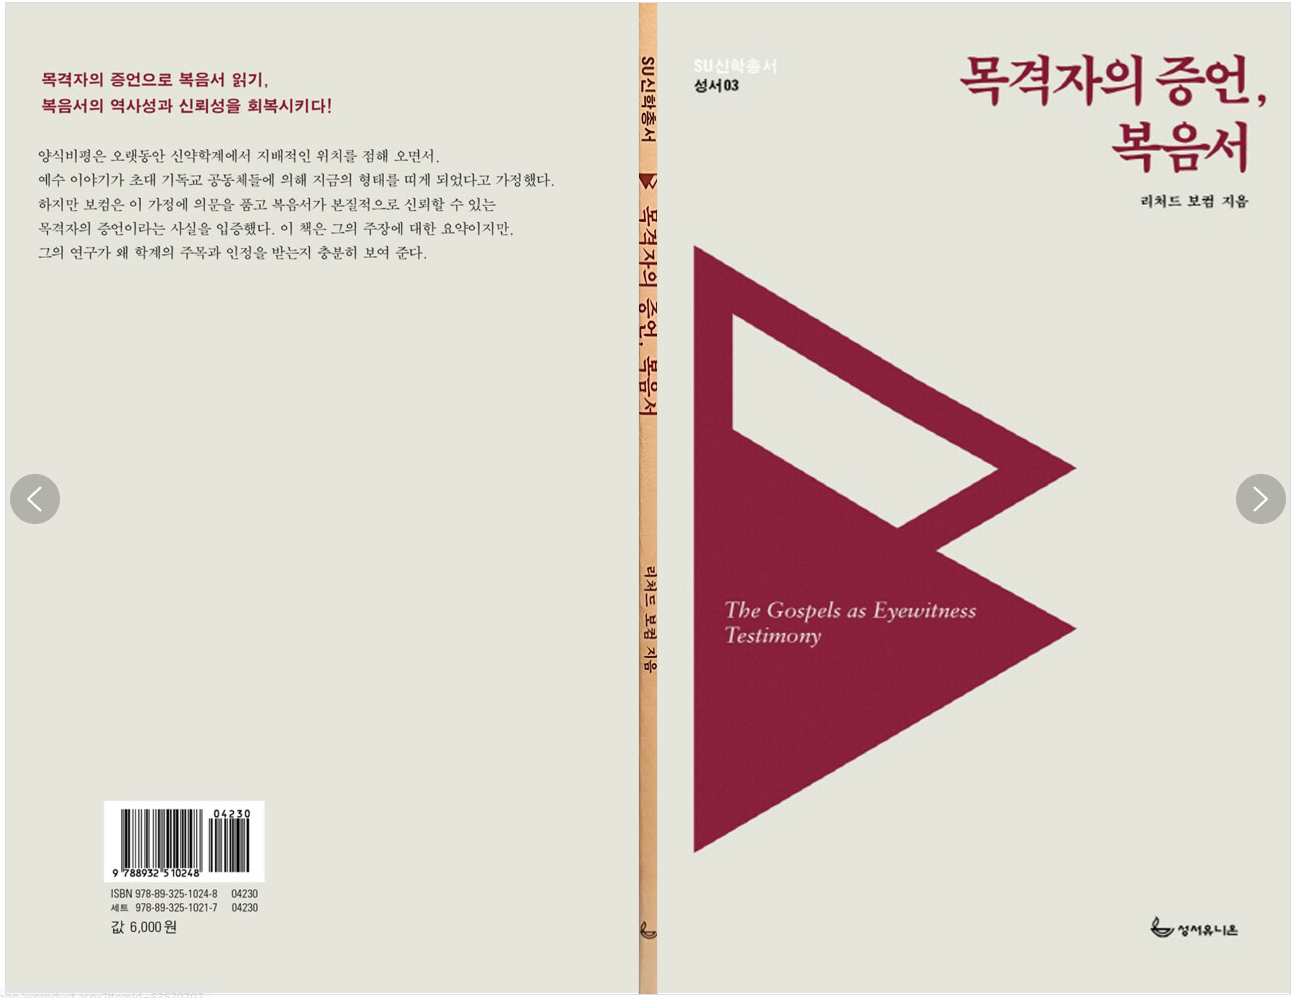 목격자의 증언으로 복음서 읽기,
복음서의 역사성과 신뢰성을 회복시키다!
양식비평은 오랫동안 신약학계에서 지배적인 위치를 점해 오면서,
예수 이야기가 초대 기독교 공동체들에 의해 지금의 형태를 띠게 되었다고 가정했다.
하지만 보컴은 이 가정에 의문을 품고 복음서가 본질적으로 신뢰할 수 있는
목격자의 증언이라는 사실을 입증했다. 이 책은 그의 주장에 대한 요약이지만,
그의 연구가 왜 학계의 주목과 인정을 받는지 충분히 보여 준다.
04230
9 788932 510248
ISBN 978-89-325-1024-8 04230
세트 978-89-325-1021-7 04230
값 6,000원
SU신학총서
목격자의 증언, 복음서
리처드 보컴 지음
SU신학총서
성서03
목격자의 증언,
복음서
리처드 보컴 지음
The Gospels as Eyewitness
Testimony
성서유니온